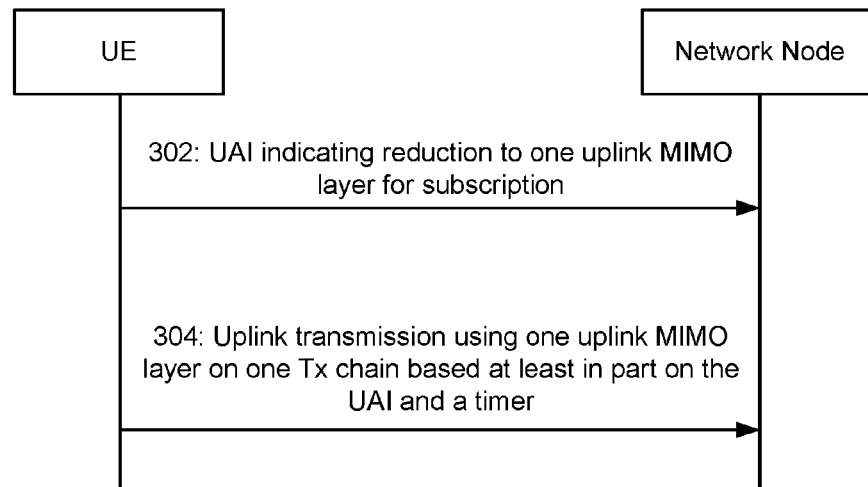 UE
Network Node
302: UAI indicating reduction to one uplink MIMO
layer for subscription
304: Uplink transmission using one uplink MIMO
layer on one Tx chain based at least in part on the
UAI and a timer